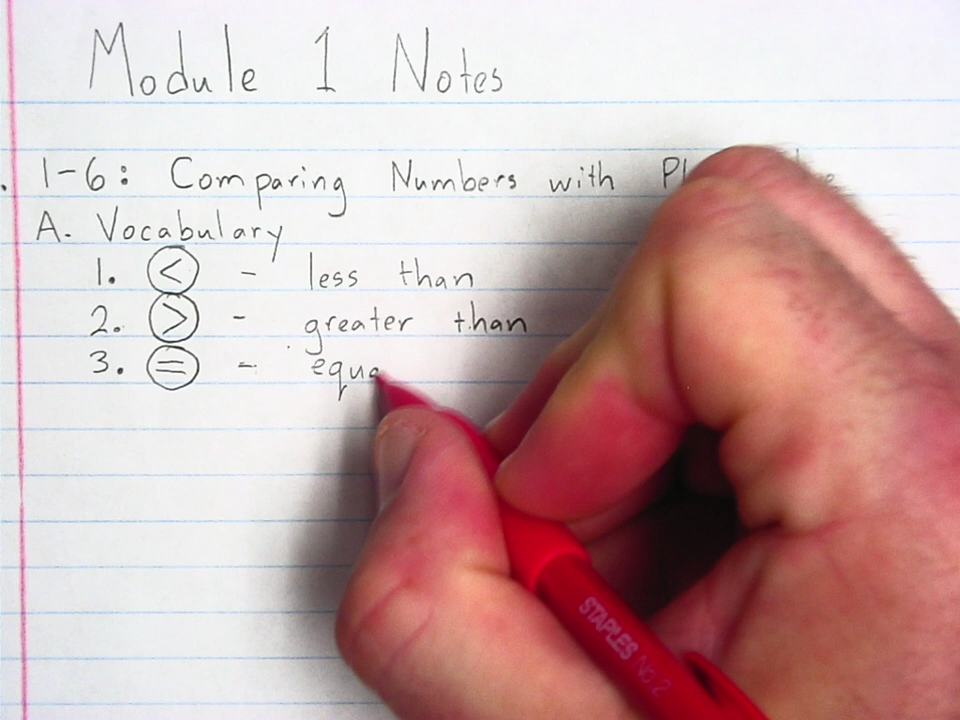 Module 1 Notes
. 1-6: Comparing Numbers with
A. Vocabulary
1. < - less than
2. > - greater than
3. = - equa
STAPLES No 2